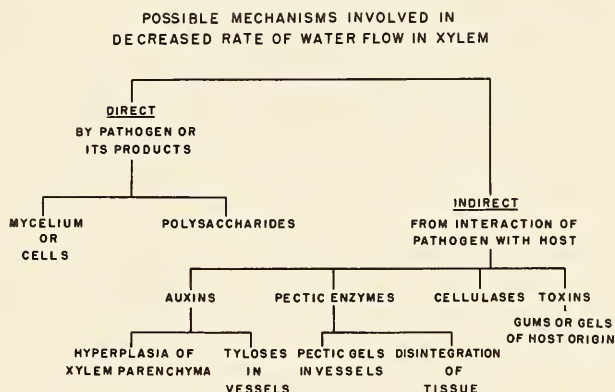 POSSIBLE MECHANISMS INVOLVED IN
DECREASED RATE OF WATER FLOW IN XYLEM
DIRECT
BY PATHOGEN OR
ITS PRODUCTS
MYCELIUM
OR
CELLS
POLYSACCHARIDES
INDIRECT
FROM INTERACTION OF
PATHOGEN WITH HOST
AUXINS
PECTIC ENZYMES
CELLULASES
TOXINS
GUMS OR GELS
OF HOST ORIGIN
HYPERPLASIA OF
XYLEM PARENCHYMA
TYLOSES
IN
VESSELS
PECTIC GELS
IN VESSELS
DISINTEGRATION
OF
TISSUE